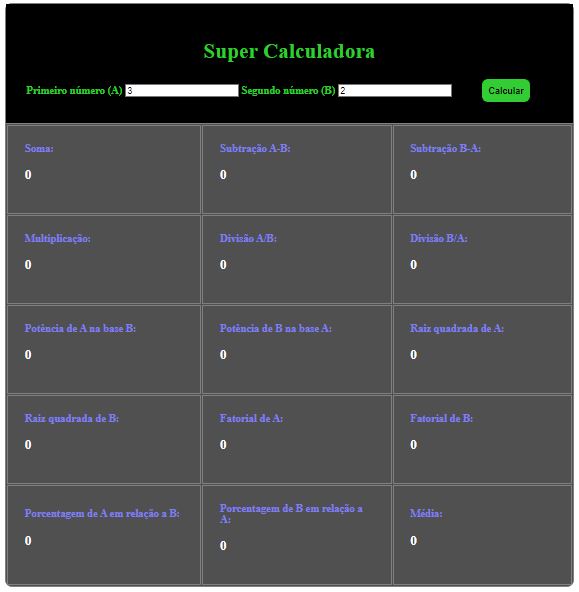 Super Calculadora
Primeiro número (A) 3 Segundo número (B) 2 Calcular
Soma: Subtração A-B: Subtração B-A:
0 0 0
Multiplicação: Divisão A/B: Divisão B/A:
0 0 0
Potência de A na base B: Potência de B na base A: Raiz quadrada de A:
0 0 0
Raiz quadrada de B: Fatorial de A: Fatorial de B:
0 0 0
Porcentagem de A em relação a B: Porcentagem de B em relação a
A: Média:
0 0 0